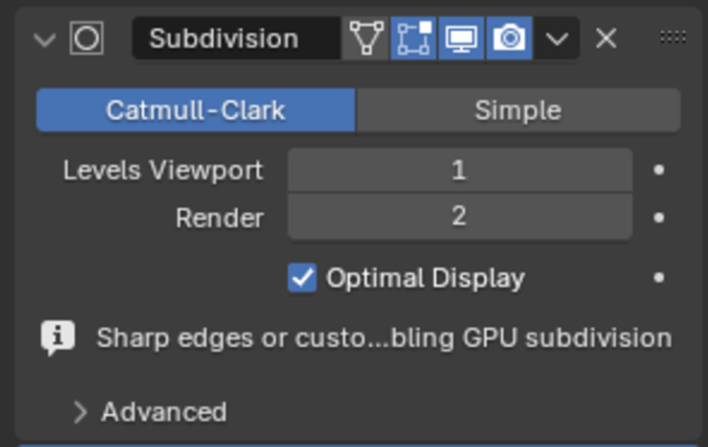 Subdivision
Catmull-Clark Simple
Levels Viewport 1
Render 2
Optimal Display
Sharp edges or custo...bling GPU subdivision
Advanced